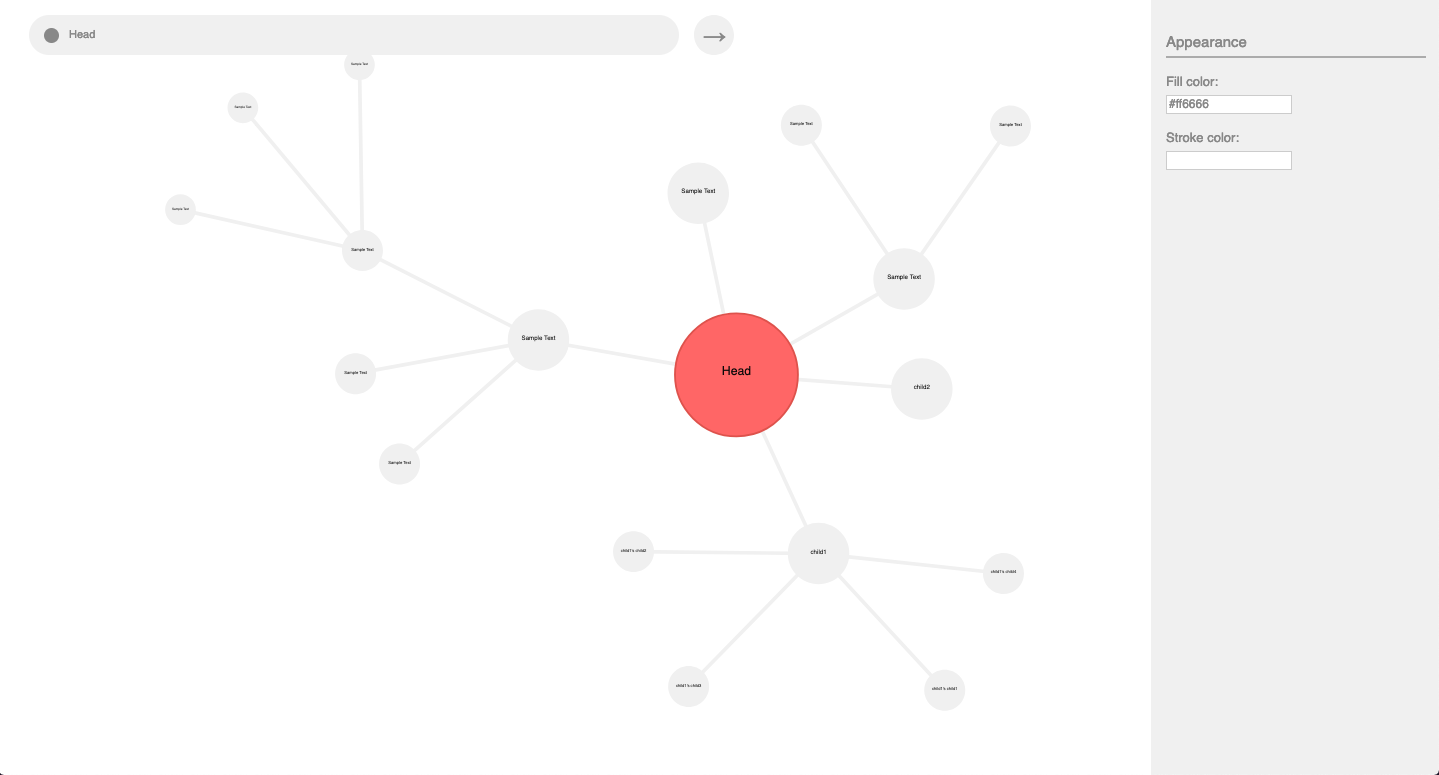 Head
→
Appearance
Fill color:
#ff6666
Stroke color:
Sample Text
Sample Text
Sample Text
Sample Text
Sample Text
Sample Text
Sample Text
Sample Text
Sample Text
Sample Text
Sample Text
Sample Text
Head
child2
child1
child1's child2
child1's child3
child1's child1